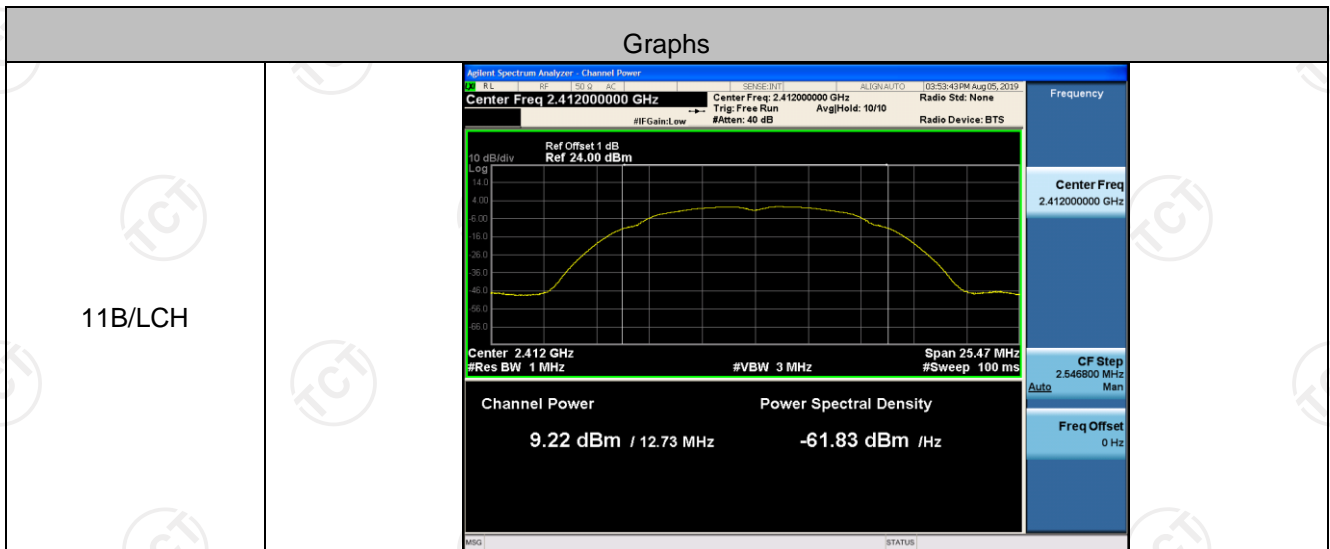 Graphs
11B/LCH
Agilent Spectrum Analyzer - Channel Power
RL RF 50 Ω AC SENSE:INT ALIGNAUTO 03:53:43 PM Aug 05, 2019
Center Freq 2.412000000 GHz
#IFGain:Low
Center Freq: 2.412000000 GHz
Trig: Free Run Avg|Hold: 10/10
#Atten: 40 dB
Radio Std: None
Radio Device: BTS
Ref Offset 1 dB
10 dB/div Ref 24.00 dBm
Log
14.0
4.00
-6.00
-16.0
-26.0
-36.0
-46.0
-56.0
-66.0
Center 2.412 GHz Span 25.47 MHz
#Res BW 1 MHz #VBW 3 MHz #Sweep 100 ms
Channel Power Power Spectral Density
9.22 dBm / 12.73 MHz -61.83 dBm /Hz
MSG STATUS
Frequency
Center Freq
2.412000000 GHz
CF Step
2.546800 MHz
Auto Man
Freq Offset
0 Hz
TCT
TCT
TCT
TCT
TCT